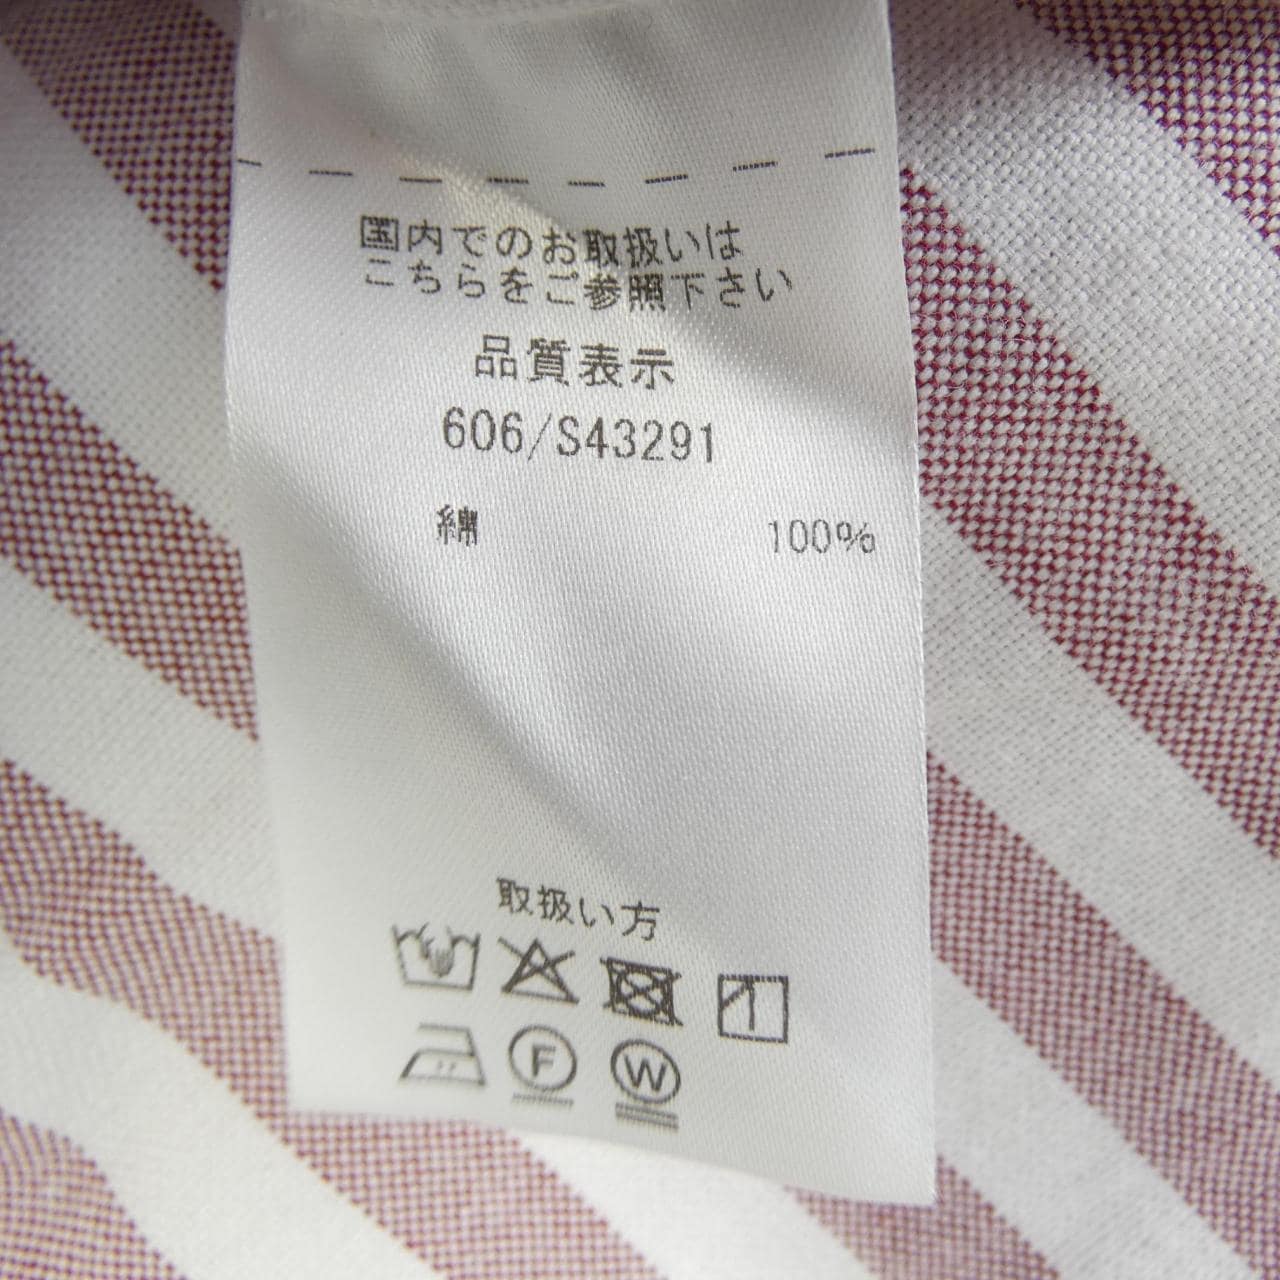 国内でのお取扱いは
こちらをご参照下さい
品質表示
606/S43291
綿 100%
取扱い方
F W